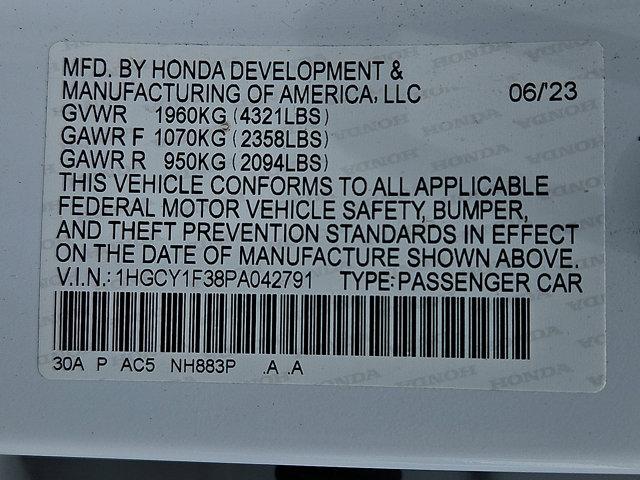 MFD. BY HONDA DEVELOPMENT &
MANUFACTURING OF AMERICA, LLC 06/'23
GVWR 1960KG (4321LBS)
GAWR F 1070KG (2358LBS)
GAWR R 950KG (2094LBS)
THIS VEHICLE CONFORMS TO ALL APPLICABLE
FEDERAL MOTOR VEHICLE SAFETY, BUMPER,
AND THEFT PREVENTION STANDARDS IN EFFECT
ON THE DATE OF MANUFACTURE SHOWN ABOVE.
V.I.N.: 1HGCY1F38PA042791 TYPE: PASSENGER CAR
30A P AC5 NH883P .A .A